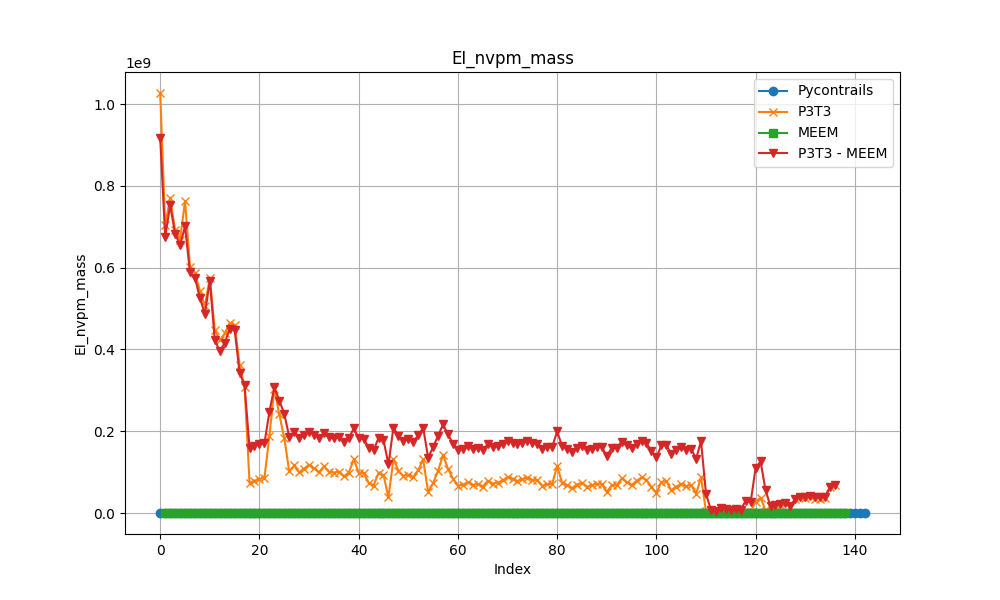 EI_nvpm_mass
1e9
Pycontrails
P3T3
MEEM
P3T3 - MEEM
1.0
0.8
0.6
0.4
0.2
0.0
EI_nvpm_mass
0 20 40 60 80 100 120 140
Index